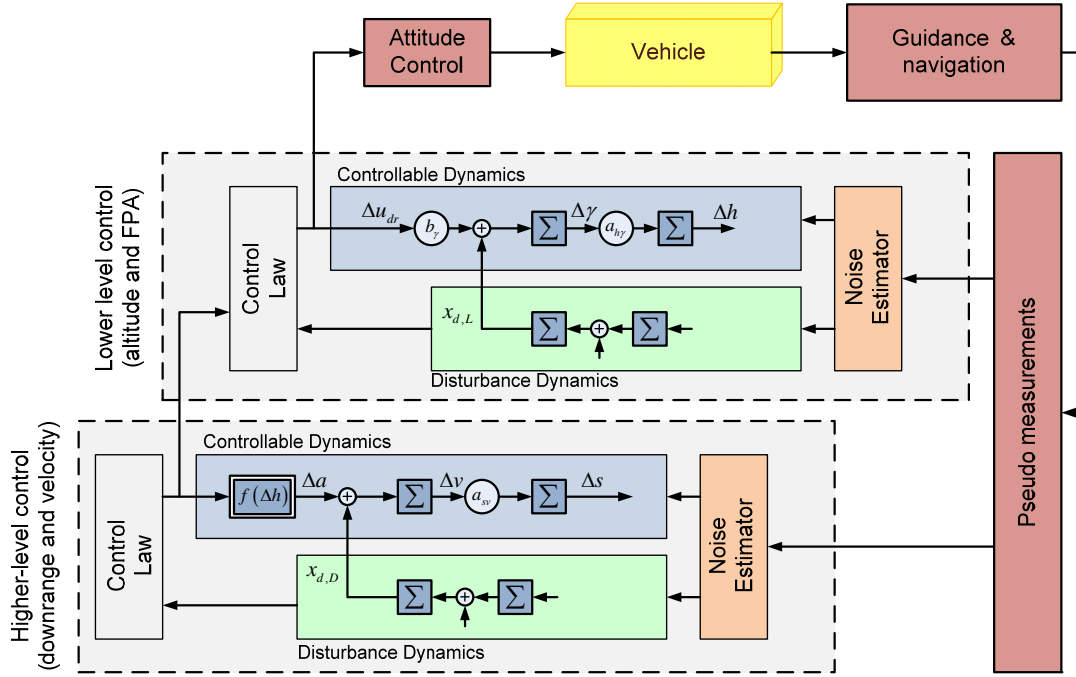 Attitude
Control
Vehicle
Guidance &
navigation
Lower level control
(altitude and FPA)
Control
Law
Controllable Dynamics
Δu_dr
b_γ
+
Σ
Δγ
a_hγ
Σ
Δh
x_d,L
Σ
+
Σ
Disturbance Dynamics
Noise
Estimator
Pseudo measurements
Higher-level control
(downrange and velocity)
Control
Law
Controllable Dynamics
f(Δh)
Δa
+
Σ
Δv
a_sv
Σ
Δs
x_d,D
Σ
+
Σ
Disturbance Dynamics
Noise
Estimator